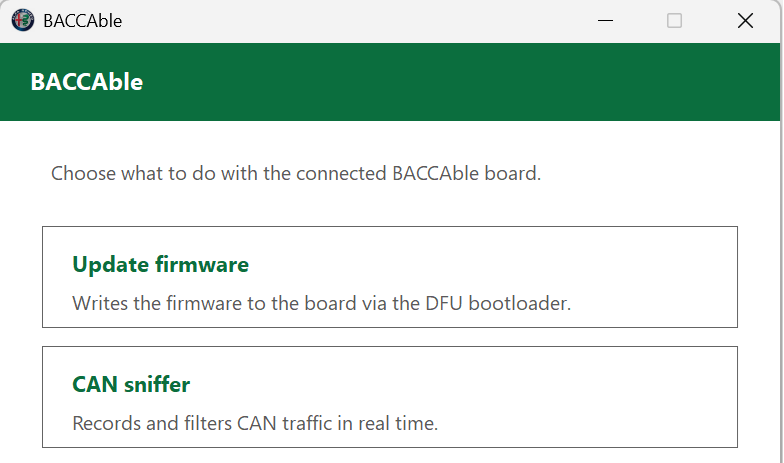 BACCAble
BACCAble
Choose what to do with the connected BACCAble board.
Update firmware
Writes the firmware to the board via the DFU bootloader.
CAN sniffer
Records and filters CAN traffic in real time.